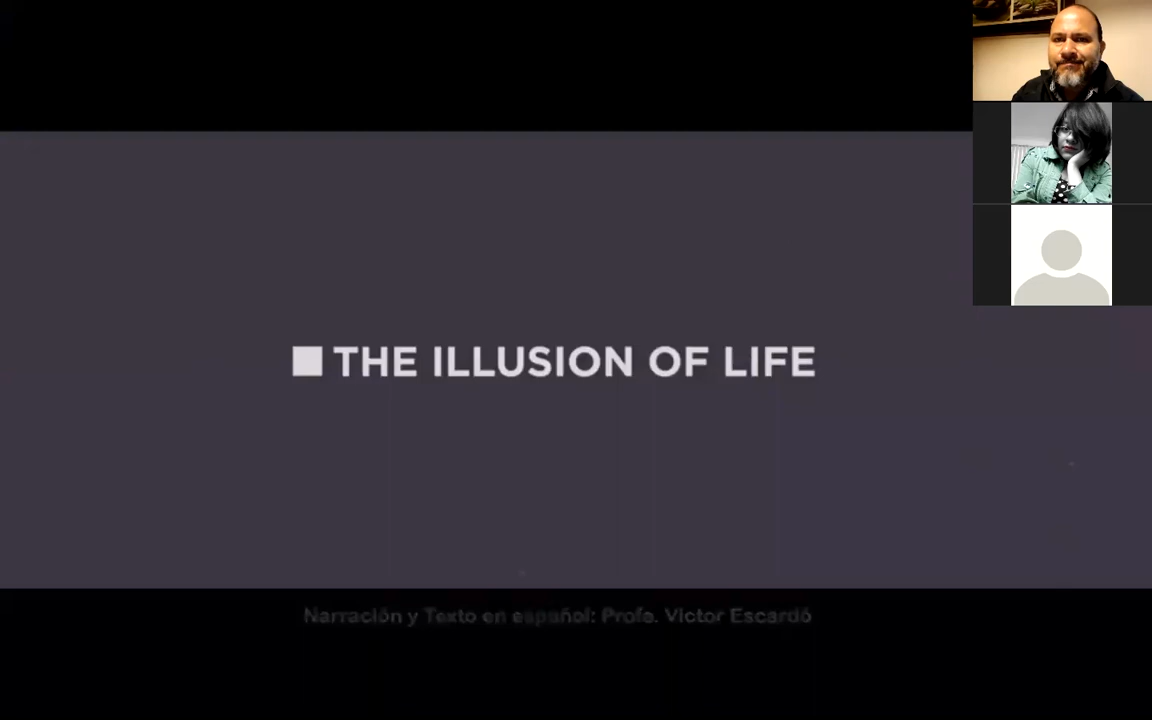 THE ILLUSION OF LIFE
Narración y Texto en español: Profe. Victor Escardó